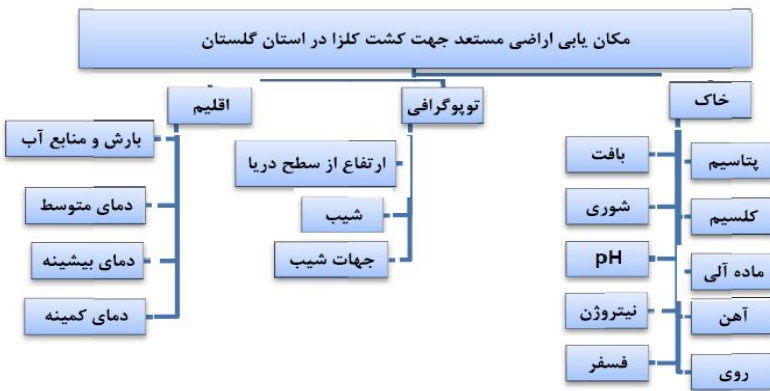 مکان یابی اراضی مستعد جهت کشت کلزا در استان گلستان
خاک
توپوگرافی
اقلیم
پتاسیم
کلسیم
ماده آلی
آهن
روی
بافت
شوری
pH
نیتروژن
فسفر
ارتفاع از سطح دریا
شیب
جهات شیب
بارش و منابع آب
دمای متوسط
دمای بیشینه
دمای کمینه